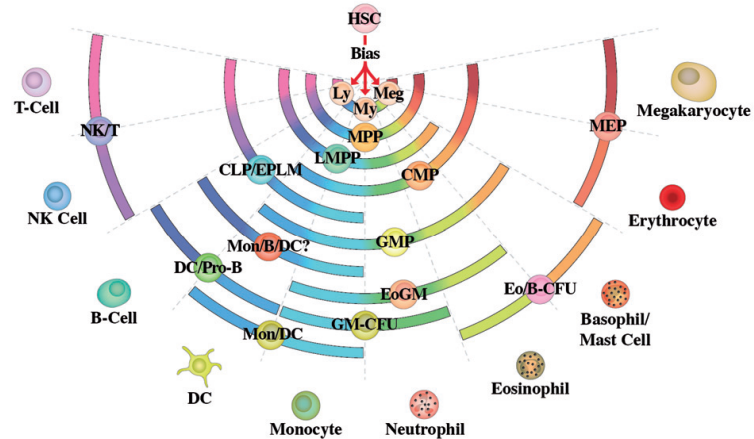 HSC
Bias
Ly
Meg
My
MPP
LMPP
CMP
CLP/EPLM
NK/T
MEP
T-Cell
Megakaryocyte
NK Cell
Erythrocyte
Mon/B/DC?
GMP
DC/Pro-B
EoGM
Eo/B-CFU
B-Cell
Basophil/
Mast Cell
Mon/DC
GM-CFU
DC
Eosinophil
Monocyte
Neutrophil